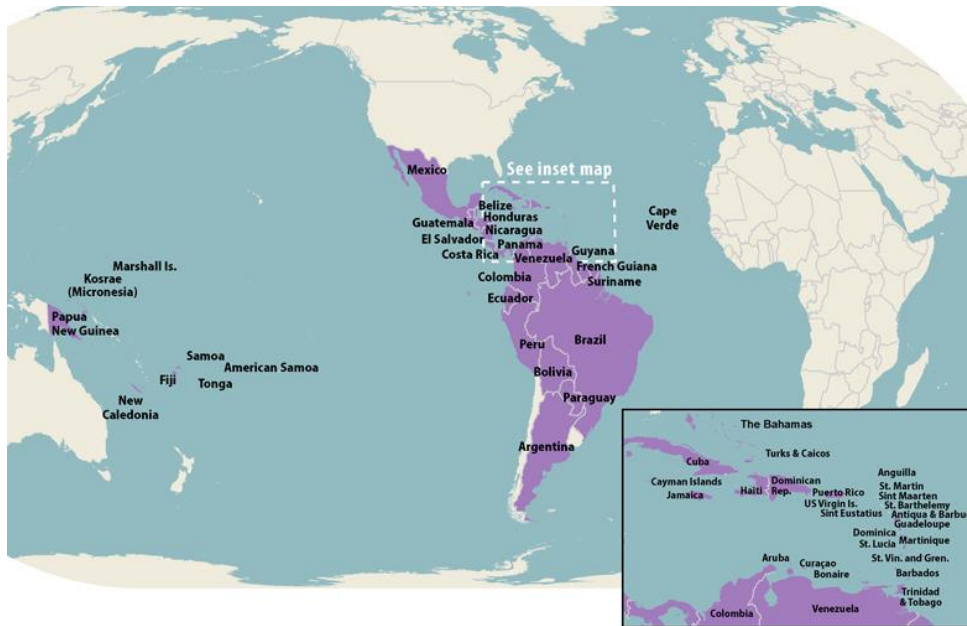 See inset map
Mexico
Belize
Honduras
Guatemala
Nicaragua
El Salvador
Panama
Costa Rica
Venezuela
Guyana
French Guiana
Suriname
Colombia
Ecuador
Cape
Verde
Marshall Is.
Kosrae
(Micronesia)
Papua
New Guinea
Samoa
American Samoa
Fiji
Tonga
New
Caledonia
Peru
Brazil
Bolivia
Paraguay
Argentina
The Bahamas
Turks & Caicos
Cuba
Cayman Islands
Jamaica
Haiti
Dominican
Rep.
Puerto Rico
US Virgin Is.
Sint Eustatius
Anguilla
St. Martin
Sint Maarten
St. Barthelemy
Antiqua & Barbu
Guadeloupe
Dominica
Martinique
St. Lucia
St. Vin. and Gren.
Aruba
Curaçao
Bonaire
Barbados
Trinidad
& Tobago
Colombia
Venezuela